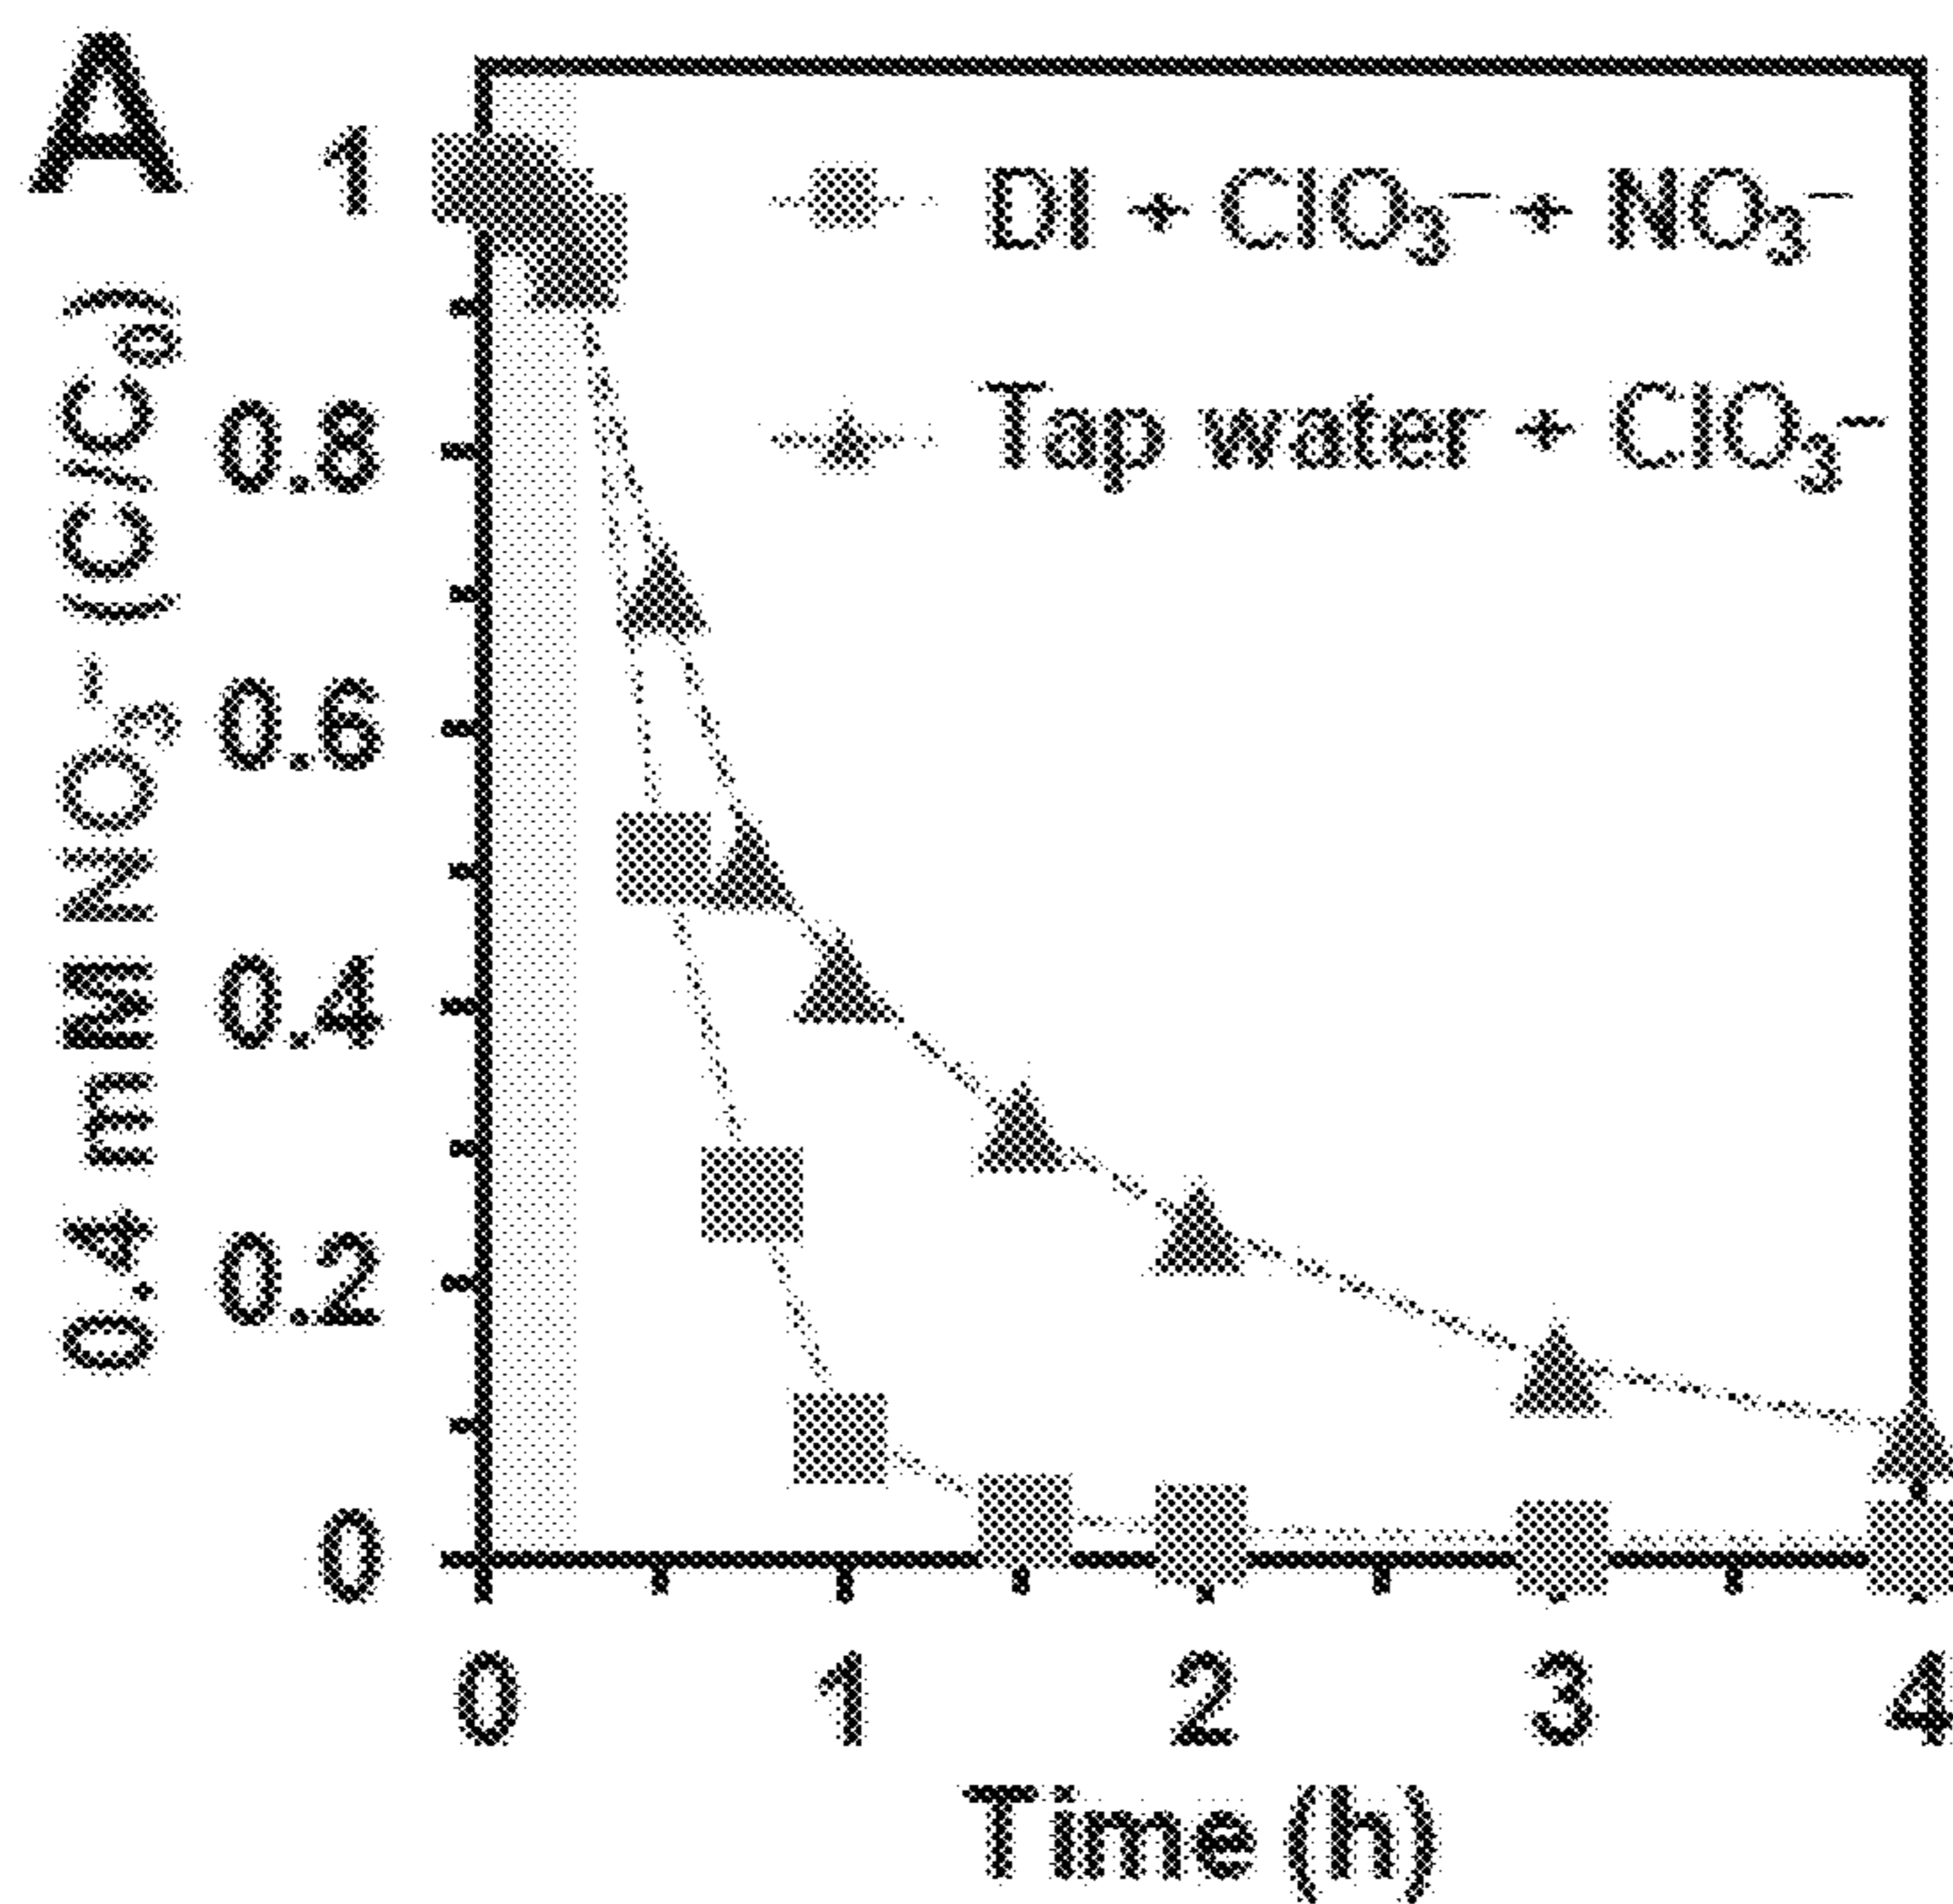 A
DI + ClO₃⁻ + NO₃⁻
Tap water + ClO₃⁻
0.4 mM NO₃⁻ (C/C₀)
1
0.8
0.6
0.4
0.2
0
0 1 2 3 4
Time (h)